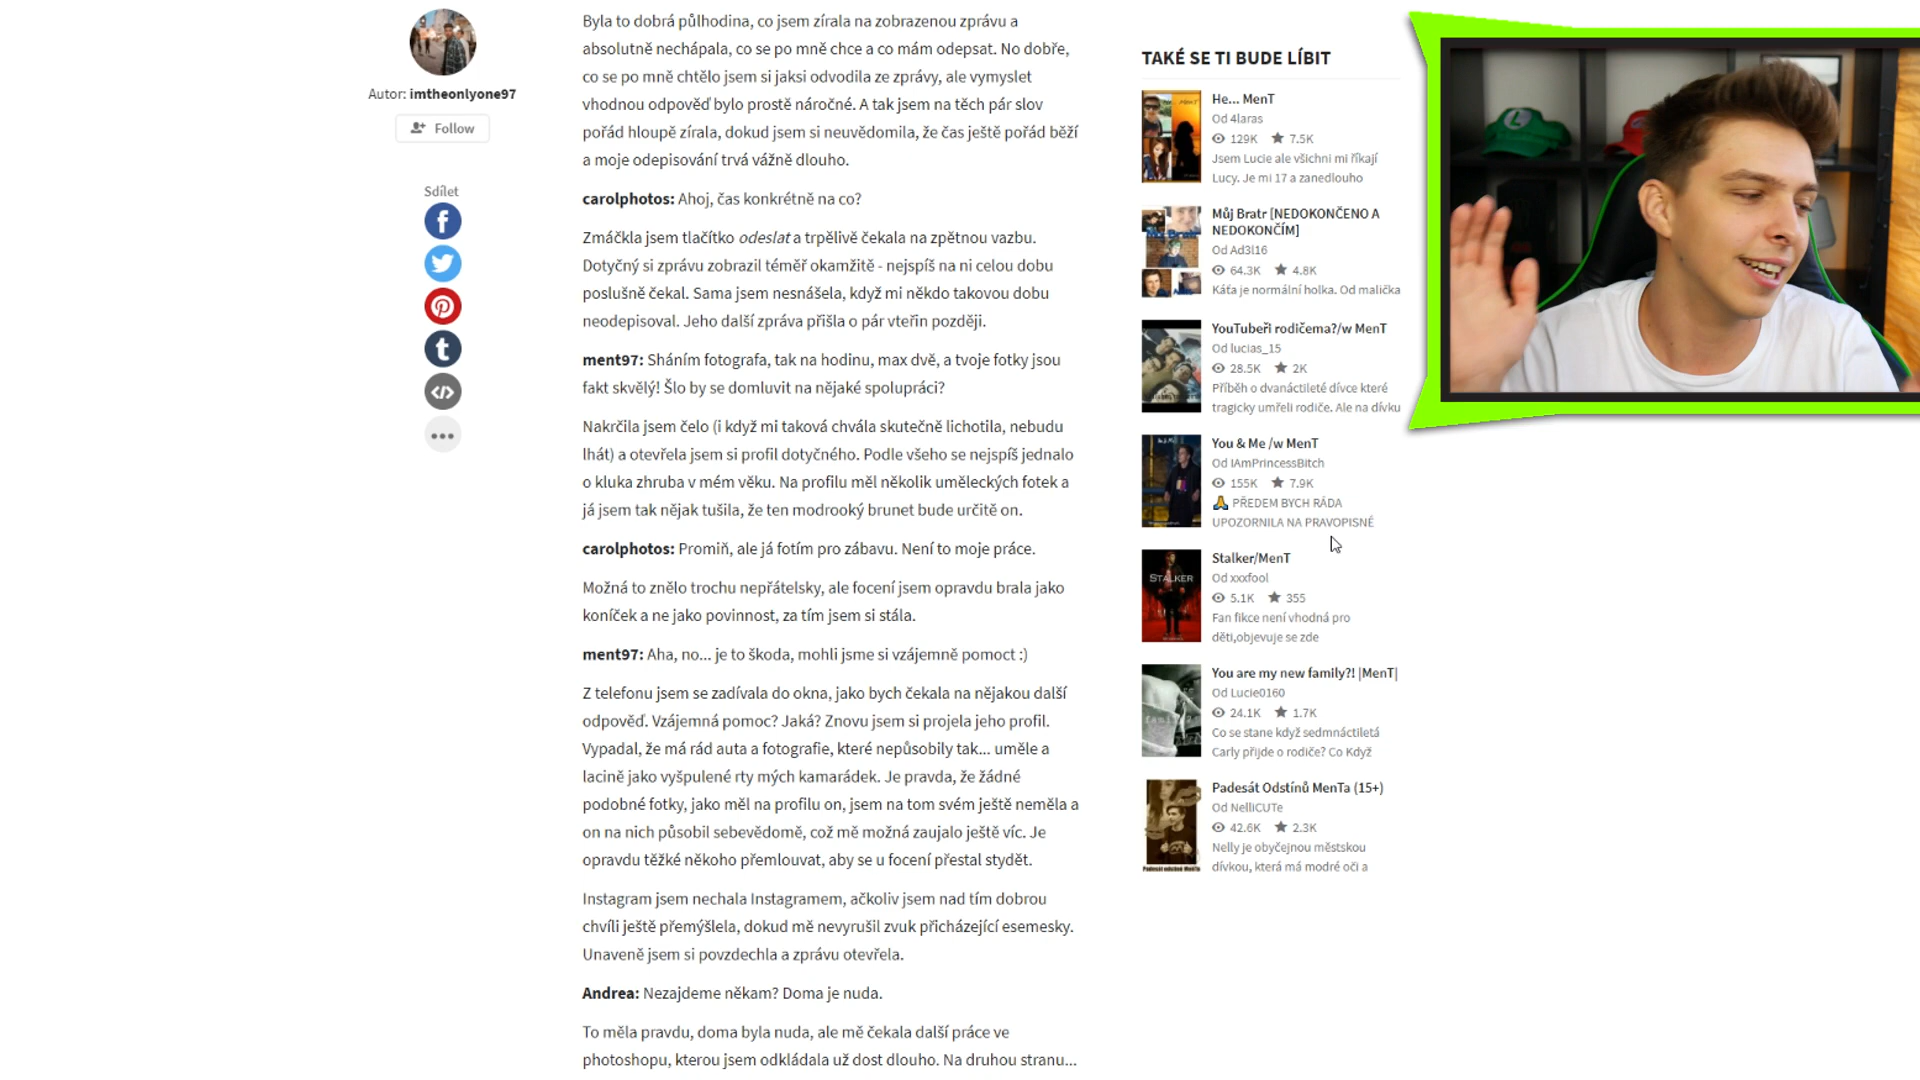 Autor: imtheonlyone97
Follow
Sdílet
Byla to dobrá půlhodina, co jsem zírala na zobrazenou zprávu a
absolutně nechápala, co se po mně chce a co mám odepsat. No dobře,
co se po mně chtělo jsem si jaksi odvodila ze zprávy, ale vymyslet
vhodnou odpověď bylo prostě náročné. A tak jsem na těch pár slov
pořád hloupě zírala, dokud jsem si neuvědomila, že čas ještě pořád běží
a moje odepisování trvá vážně dlouho.
carolphotos: Ahoj, čas konkrétně na co?
Zmáčkla jsem tlačítko odeslat a trpělivě čekala na zpětnou vazbu.
Dotyčný si zprávu zobrazil téměř okamžitě - nejspíš na ni celou dobu
poslušně čekal. Sama jsem nesnášela, když mi někdo takovou dobu
neodepisoval. Jeho další zpráva přišla o pár vteřin později.
ment97: Sháním fotografa, tak na hodinu, max dvě, a tvoje fotky jsou
fakt skvělý! Šlo by se domluvit na nějaké spolupráci?
Nakrčila jsem čelo (i když mi taková chvála skutečně lichotila, nebudu
lhát) a otevřela jsem si profil dotyčného. Podle všeho se nejspíš jednalo
o kluka zhruba v mém věku. Na profilu měl několik uměleckých fotek a
já jsem tak nějak tušila, že ten modrooký brunet bude určitě on.
carolphotos: Promiň, ale já fotím pro zábavu. Není to moje práce.
Možná to znělo trochu nepřátelsky, ale focení jsem opravdu brala jako
koníček a ne jako povinnost, za tím jsem si stála.
ment97: Aha, no... je to škoda, mohli jsme si vzájemně pomoct :)
Z telefonu jsem se zadívala do okna, jako bych čekala na nějakou další
odpověď. Vzájemná pomoc? Jaká? Znovu jsem si projela jeho profil.
Vypadal, že má rád auta a fotografie, které nepůsobily tak... uměle a
lacině jako vyšpulené rty mých kamarádek. Je pravda, že žádné
podobné fotky, jako měl na profilu on, jsem na tom svém ještě neměla a
on na nich působil sebevědomě, což mě možná zaujalo ještě víc. Je
opravdu těžké někoho přemlouvat, aby se u focení přestal stydět.
Instagram jsem nechala Instagramem, ačkoliv jsem nad tím dobrou
chvíli ještě přemýšlela, dokud mě nevyrušil zvuk přicházející esemesky.
Unaveně jsem si povzdechla a zprávu otevřela.
Andrea: Nezajdeme někam? Doma je nuda.
To měla pravdu, doma byla nuda, ale mě čekala další práce ve
photoshopu, kterou jsem odkládala už dost dlouho. Na druhou stranu...
TAKÉ SE TI BUDE LÍBIT
He... MenT
Od 4laras
129K 7.5K
Jsem Lucie ale všichni mi říkají
Lucy. Je mi 17 a zanedlouho
Můj Bratr [NEDOKONČENO A
NEDOKONČÍM]
Od Ad3l16
64.3K 4.8K
Káťa je normální holka. Od malička
YouTubeři rodičema?/w MenT
Od lucias_15
28.5K 2K
Příběh o dvanáctileté dívce které
tragicky umřeli rodiče. Ale na dívku
You & Me /w MenT
Od IAmPrincessBitch
155K 7.9K
🙏 PŘEDEM BYCH RÁDA
UPOZORNILA NA PRAVOPISNÉ
STALKER
Stalker/MenT
Od xxxfool
5.1K 355
Fan fikce není vhodná pro
děti,objevuje se zde
You are my new family?! |MenT|
Od Lucie0160
24.1K 1.7K
Co se stane když sedmnáctiletá
Carly přijde o rodiče? Co Když
Padesát odstínů MenTa
Padesát Odstínů MenTa (15+)
Od NelliCUTe
42.6K 2.3K
Nelly je obyčejnou městskou
dívkou, která má modré oči a